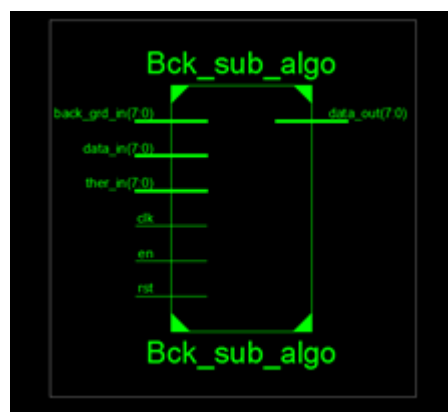 Bck_sub_algo
back_grd_in(7:0)
data_out(7:0)
data_in(7:0)
ther_in(7:0)
clk
en
rst
Bck_sub_algo